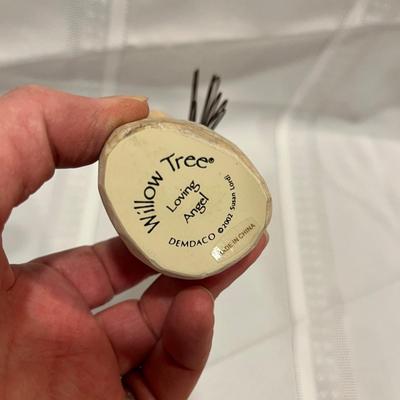 Willow Tree®
Loving
Angel
DEMDACO ©2002 Susan Lordi
MADE IN CHINA